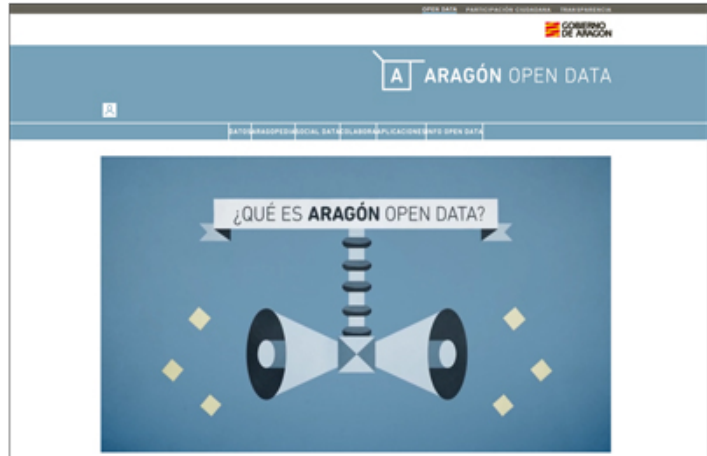 OPEN DATA PARTICIPACIÓN CIUDADANA TRANSPARENCIA
GOBIERNO
DE ARAGON
A ARAGÓN OPEN DATA
DATOS ARAGOPEDIA SOCIAL DATA COLABORA APLICACIONES INFO OPEN DATA
¿QUÉ ES ARAGÓN OPEN DATA?